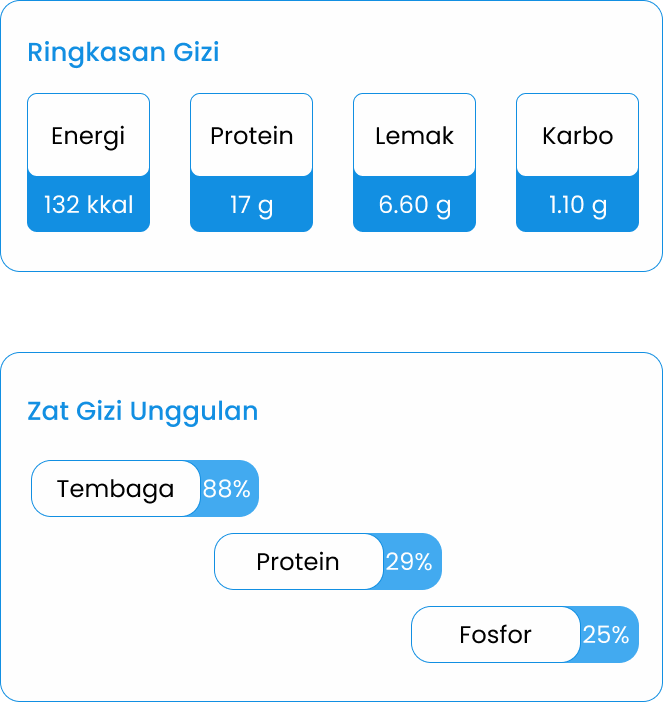 Ringkasan Gizi
Energi Protein Lemak Karbo
132 kkal 17 g 6.60 g 1.10 g
Zat Gizi Unggulan
Tembaga 88%
Protein 29%
Fosfor 25%